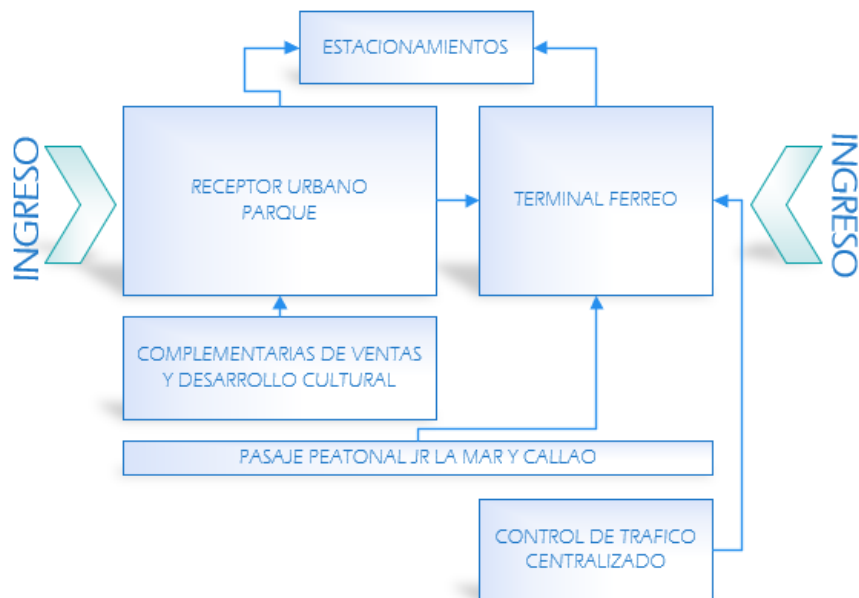 ESTACIONAMIENTOS
INGRESO
RECEPTOR URBANO
PARQUE
TERMINAL FERREO
INGRESO
COMPLEMENTARIAS DE VENTAS
Y DESARROLLO CULTURAL
PASAJE PEATONAL JR LA MAR Y CALLAO
CONTROL DE TRAFICO
CENTRALIZADO